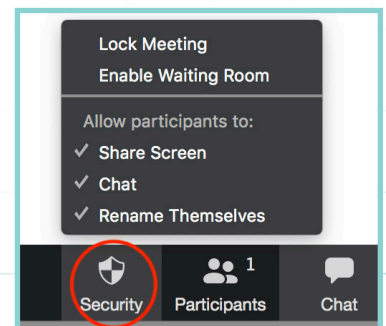 Lock Meeting
Enable Waiting Room
Allow participants to:
✓ Share Screen
✓ Chat
✓ Rename Themselves
1
Security Participants Chat